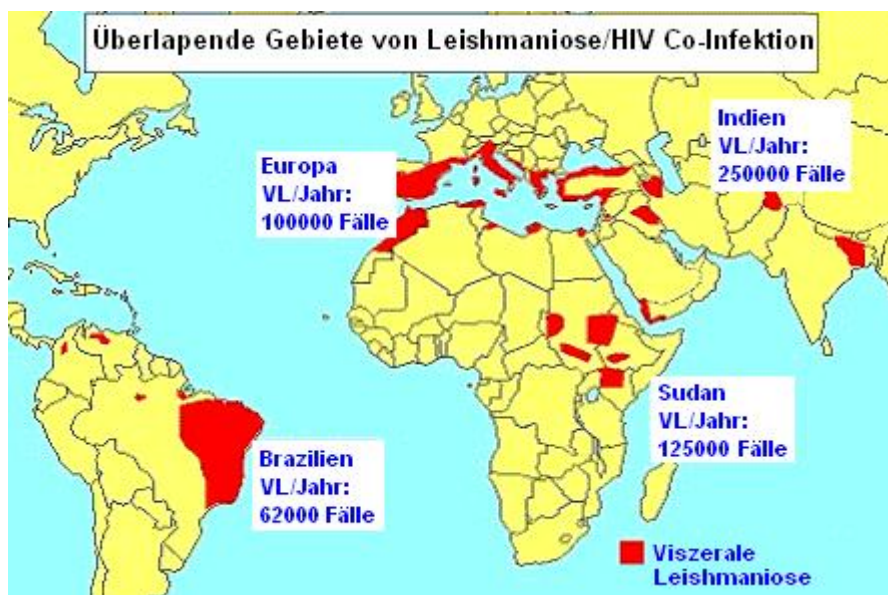 Überlapende Gebiete von Leishmaniose/HIV Co-Infektion
Indien
VL/Jahr:
250000 Fälle
Europa
VL/Jahr:
100000 Fälle
Sudan
VL/Jahr:
125000 Fälle
Brazilien
VL/Jahr:
62000 Fälle
Viszerale
Leishmaniose